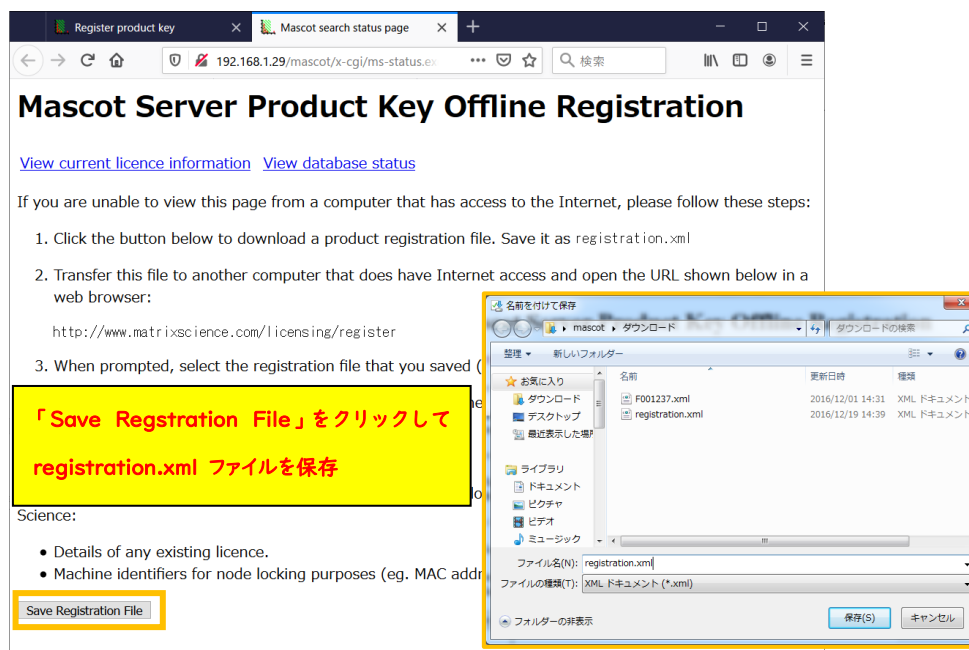 Register product key
Mascot search status page
192.168.1.29/mascot/x-cgi/ms-status.ex
検索
Mascot Server Product Key Offline Registration
View current licence information View database status
If you are unable to view this page from a computer that has access to the Internet, please follow these steps:
1. Click the button below to download a product registration file. Save it as registration.xml
2. Transfer this file to another computer that does have Internet access and open the URL shown below in a
web browser:
http://www.matrixscience.com/licensing/register
3. When prompted, select the registration file that you saved (
「Save Regstration File」をクリックして
registration.xml ファイルを保存
Science:
• Details of any existing licence.
• Machine identifiers for node locking purposes (eg. MAC addr
Save Registration File
名前を付けて保存
mascot ダウンロード
ダウンロードの検索
整理 新しいフォルダー
お気に入り
ダウンロード
デスクトップ
最近表示した場所
ライブラリ
ドキュメント
ピクチャ
ビデオ
ミュージック
名前 更新日時 種類
F001237.xml 2016/12/01 14:31 XML ドキュメント
registration.xml 2016/12/19 14:39 XML ドキュメント
ファイル名(N): registration.xml
ファイルの種類(T): XML ドキュメント (*.xml)
フォルダーの非表示
保存(S) キャンセル